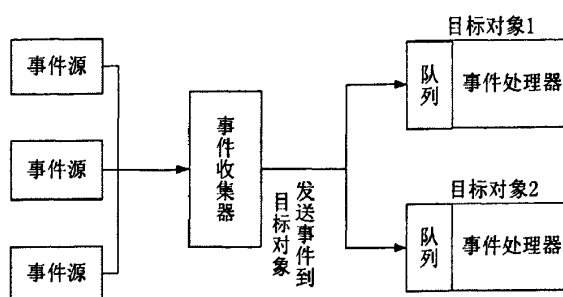 事件源
事件源
事件源
事件收集器
发送事件到
目标对象
目标对象1
队列
事件处理器
目标对象2
队列
事件处理器